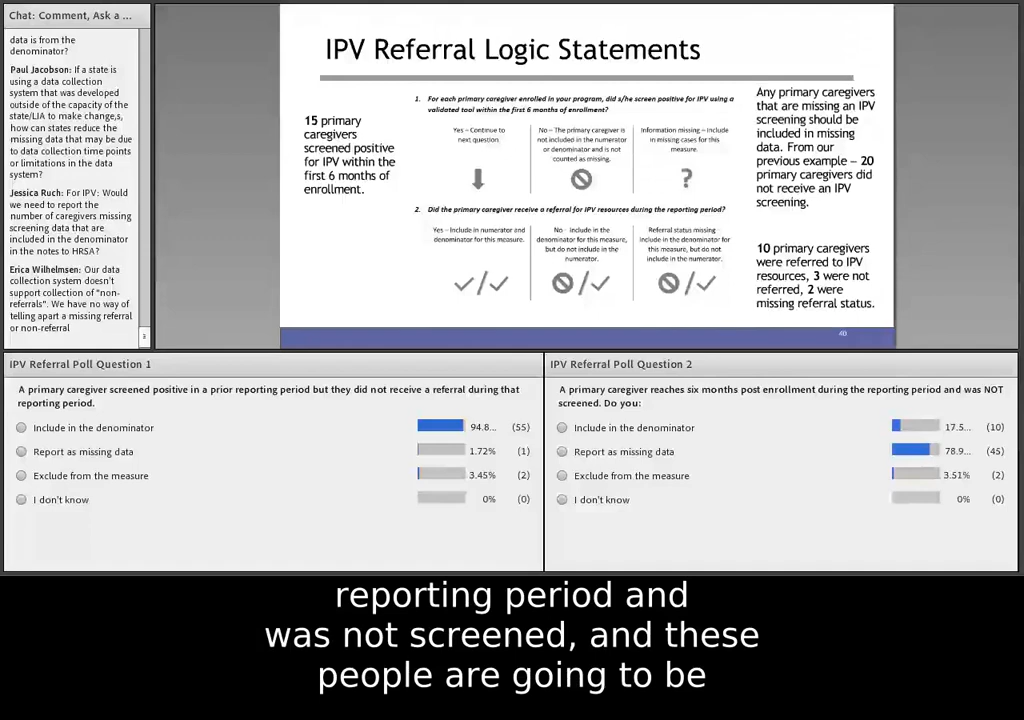 Chat: Comment, Ask a ...
data is from the
denominator?
Paul Jacobson: If a state is
using a data collection
system that was developed
outside of the capacity of the
state/LIA to make change,s,
how can states reduce the
missing data that may be due
to data collection time points
or limitations in the data
system?
Jessica Ruch: For IPV: Would
we need to report the
number of caregivers missing
screening data that are
included in the denominator
in the notes to HRSA?
Erica Wilhelmsen: Our data
collection system doesn't
support collection of "non-
referrals". We have no way of
telling apart a missing referral
or non-referral
IPV Referral Logic Statements
15 primary
caregivers
screened positive
for IPV within the
first 6 months of
enrollment.
1. For each primary caregiver enrolled in your program, did s/he screen positive for IPV using a
validated tool within the first 6 months of enrollment?
Yes – Continue to
next question.
No – The primary caregiver is
not included in the numerator
or denominator and is not
counted as missing.
Information missing – Include
in missing cases for this
measure.
?
2. Did the primary caregiver receive a referral for IPV resources during the reporting period?
Yes – Include in numerator and
denominator for this measure.
No – Include in the
denominator for this measure,
but do not include in the
numerator.
Referral status missing –
Include in the denominator for
this measure, but do not
include in the numerator.
Any primary caregivers
that are missing an IPV
screening should be
included in missing
data. From our
previous example – 20
primary caregivers did
not receive an IPV
screening.
10 primary caregivers
were referred to IPV
resources, 3 were not
referred, 2 were
missing referral status.
40
IPV Referral Poll Question 1
A primary caregiver screened positive in a prior reporting period but they did not receive a referral during that
reporting period.
Include in the denominator 94.8... (55)
Report as missing data 1.72% (1)
Exclude from the measure 3.45% (2)
I don't know 0% (0)
IPV Referral Poll Question 2
A primary caregiver reaches six months post enrollment during the reporting period and was NOT
screened. Do you:
Include in the denominator 17.5... (10)
Report as missing data 78.9... (45)
Exclude from the measure 3.51% (2)
I don't know 0% (0)
reporting period and
was not screened, and these
people are going to be